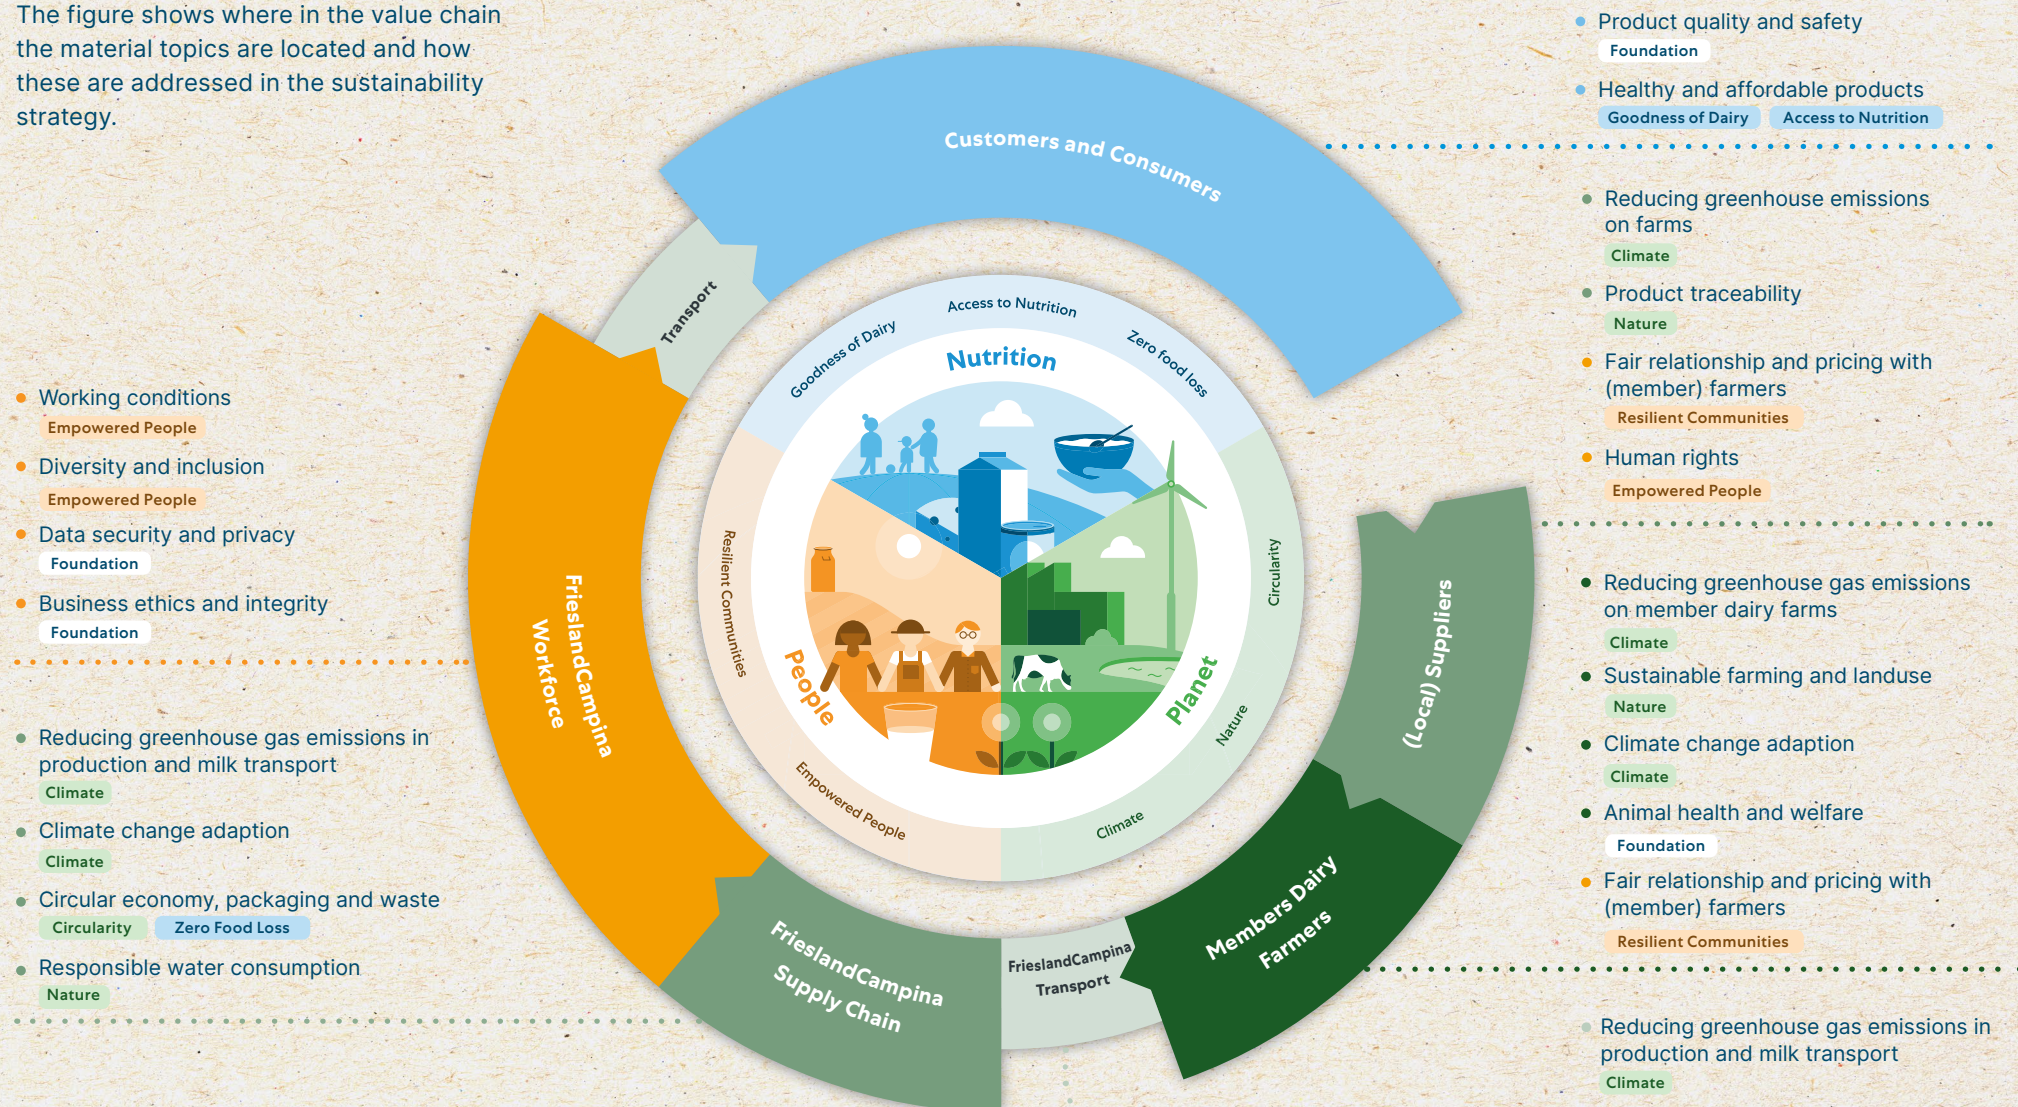 The figure shows where in the value chain
the material topics are located and how
these are addressed in the sustainability
strategy.
Working conditions
Empowered People
Diversity and inclusion
Empowered People
Data security and privacy
Foundation
Business ethics and integrity
Foundation
Reducing greenhouse gas emissions in
production and milk transport
Climate
Climate change adaption
Climate
Circular economy, packaging and waste
Circularity Zero Food Loss
Responsible water consumption
Nature
Customers and Consumers
Transport
FrieslandCampina
Workforce
FrieslandCampina
Supply Chain
FrieslandCampina
Transport
Members Dairy
Farmers
(Local) Suppliers
Goodness of Dairy
Access to Nutrition
Zero food loss
Nutrition
Circularity
Nature
Climate
Planet
Resilient Communities
Empowered People
People
Product quality and safety
Foundation
Healthy and affordable products
Goodness of Dairy Access to Nutrition
Reducing greenhouse emissions
on farms
Climate
Product traceability
Nature
Fair relationship and pricing with
(member) farmers
Resilient Communities
Human rights
Empowered People
Reducing greenhouse gas emissions
on member dairy farms
Climate
Sustainable farming and landuse
Nature
Climate change adaption
Climate
Animal health and welfare
Foundation
Fair relationship and pricing with
(member) farmers
Resilient Communities
Reducing greenhouse gas emissions in
production and milk transport
Climate